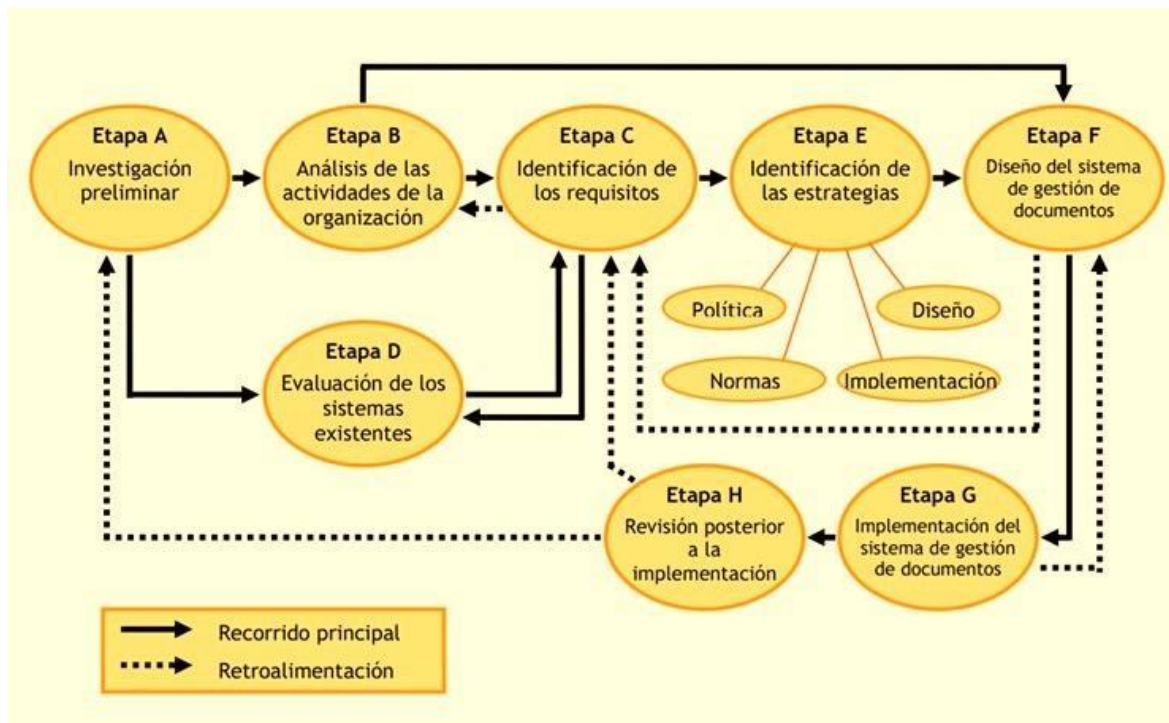 Etapa A
Investigación
preliminar
Etapa B
Análisis de las
actividades de la
organización
Etapa C
Identificación de
los requisitos
Etapa E
Identificación de
las estrategias
Etapa F
Diseño del sistema
de gestión de
documentos
Política
Diseño
Normas
Implementación
Etapa D
Evaluación de los
sistemas
existentes
Etapa H
Revisión posterior
a la
implementación
Etapa G
Implementación del
sistema de gestión
de documentos
Recorrido principal
Retroalimentación